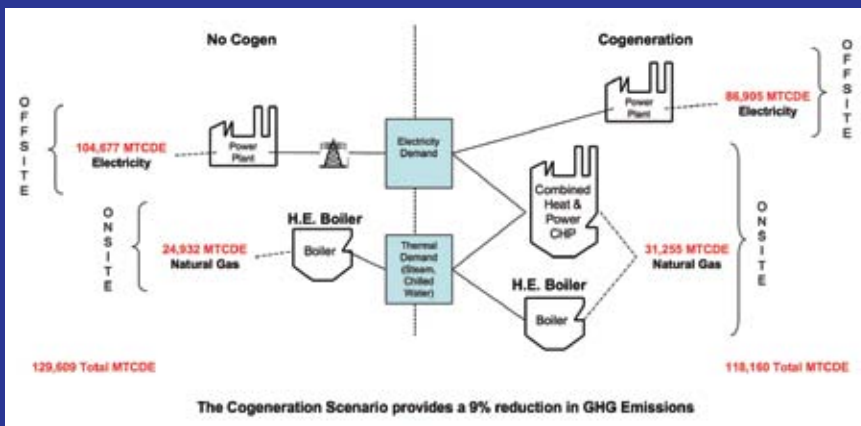 No Cogen
Cogeneration
OFFSITE
104,677 MTCDE
Electricity
Power
Plant
Electricity
Demand
Power
Plant
86,905 MTCDE
Electricity
OFFSITE
ONSITE
24,932 MTCDE
Natural Gas
H.E. Boiler
Boiler
Thermal
Demand
(Steam,
Chilled
Water)
Combined
Heat &
Power
CHP
H.E. Boiler
Boiler
31,255 MTCDE
Natural Gas
ONSITE
129,609 Total MTCDE
118,160 Total MTCDE
The Cogeneration Scenario provides a 9% reduction in GHG Emissions